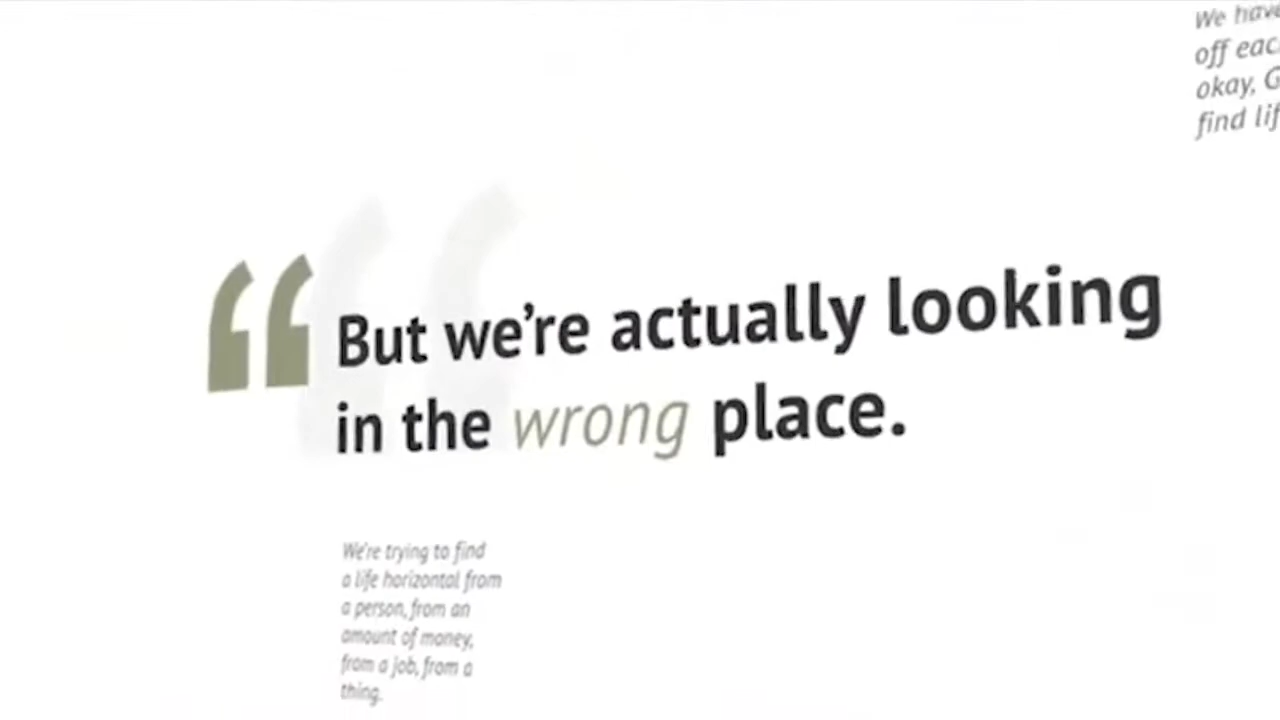 We have
off eac
okay, G
find lif
“But we’re actually looking
in the wrong place.
We’re trying to find
a life horizontal from
a person, from an
amount of money,
from a job, from a
thing.